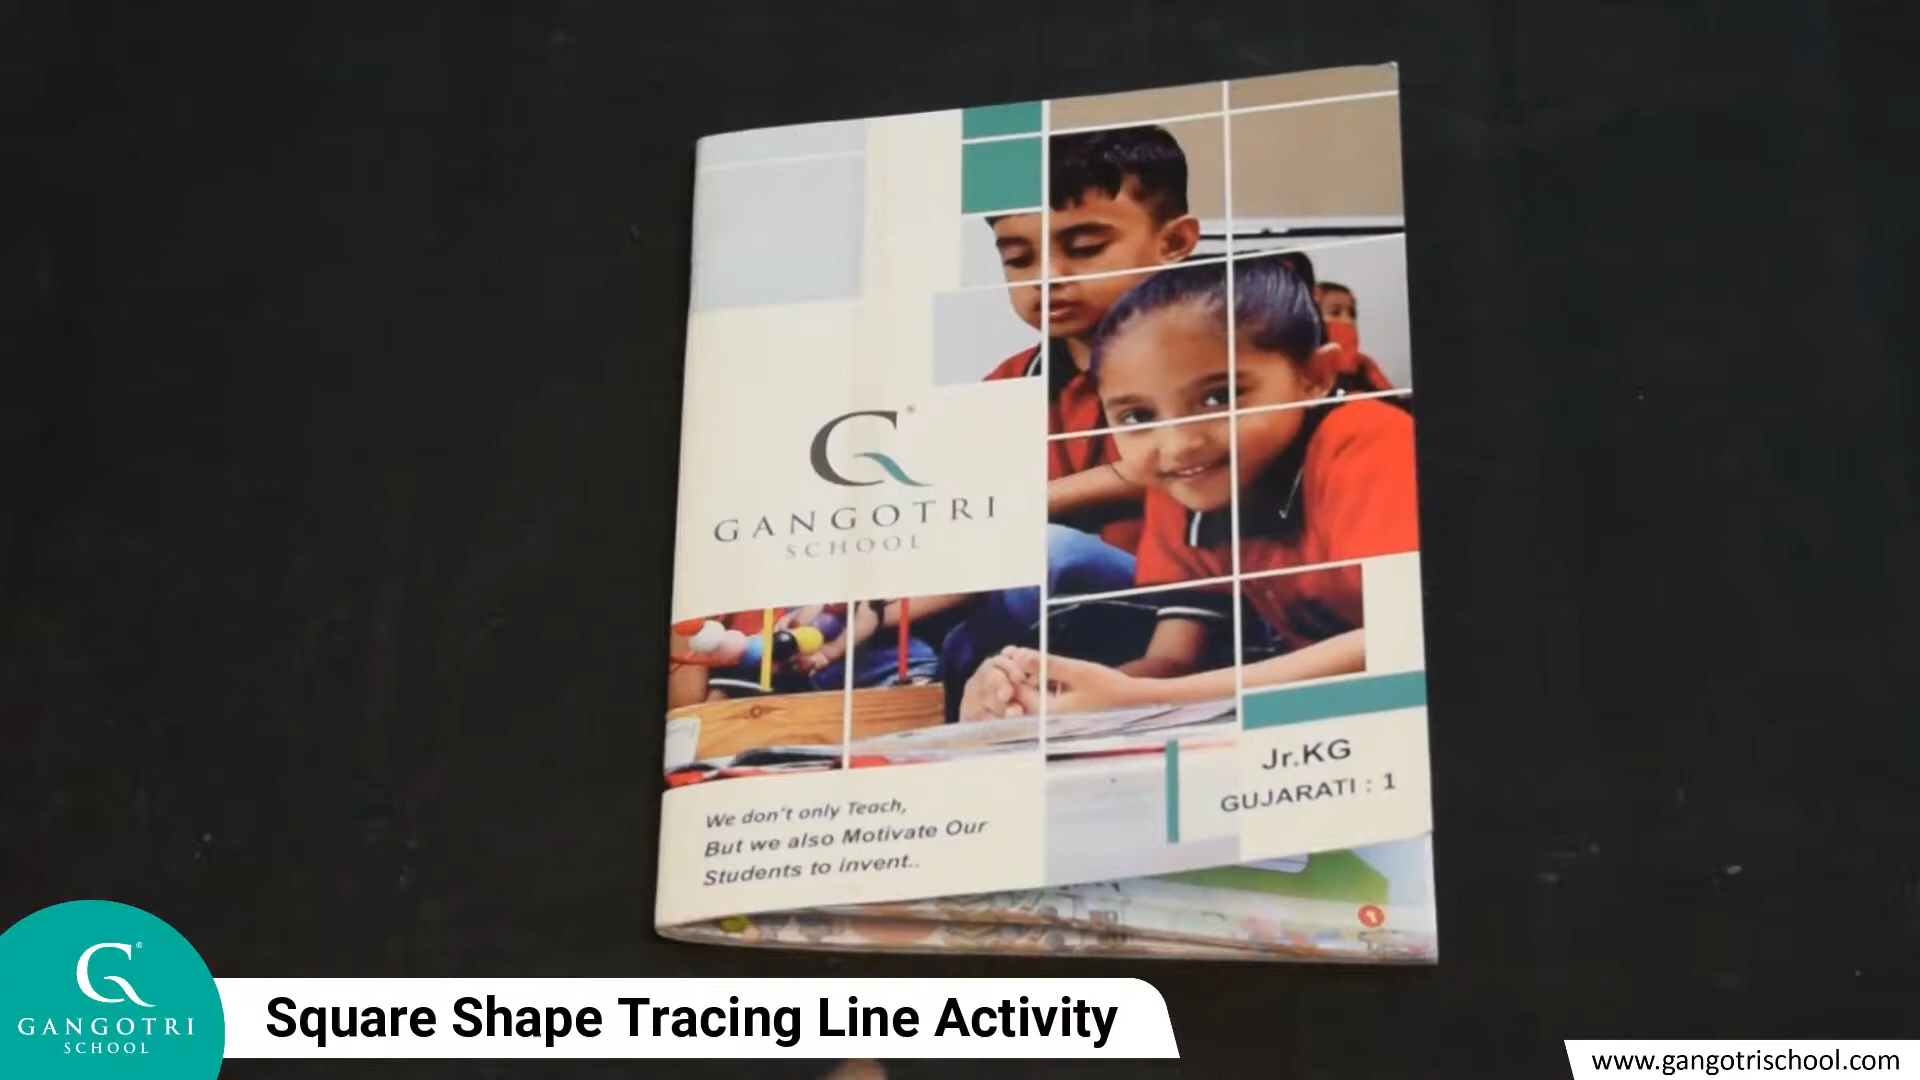 GANGOTRI
SCHOOL
Jr.KG
GUJARATI : 1
We don't only Teach,
But we also Motivate Our
Students to invent..
GANGOTRI
SCHOOL
Square Shape Tracing Line Activity
www.gangotrischool.com